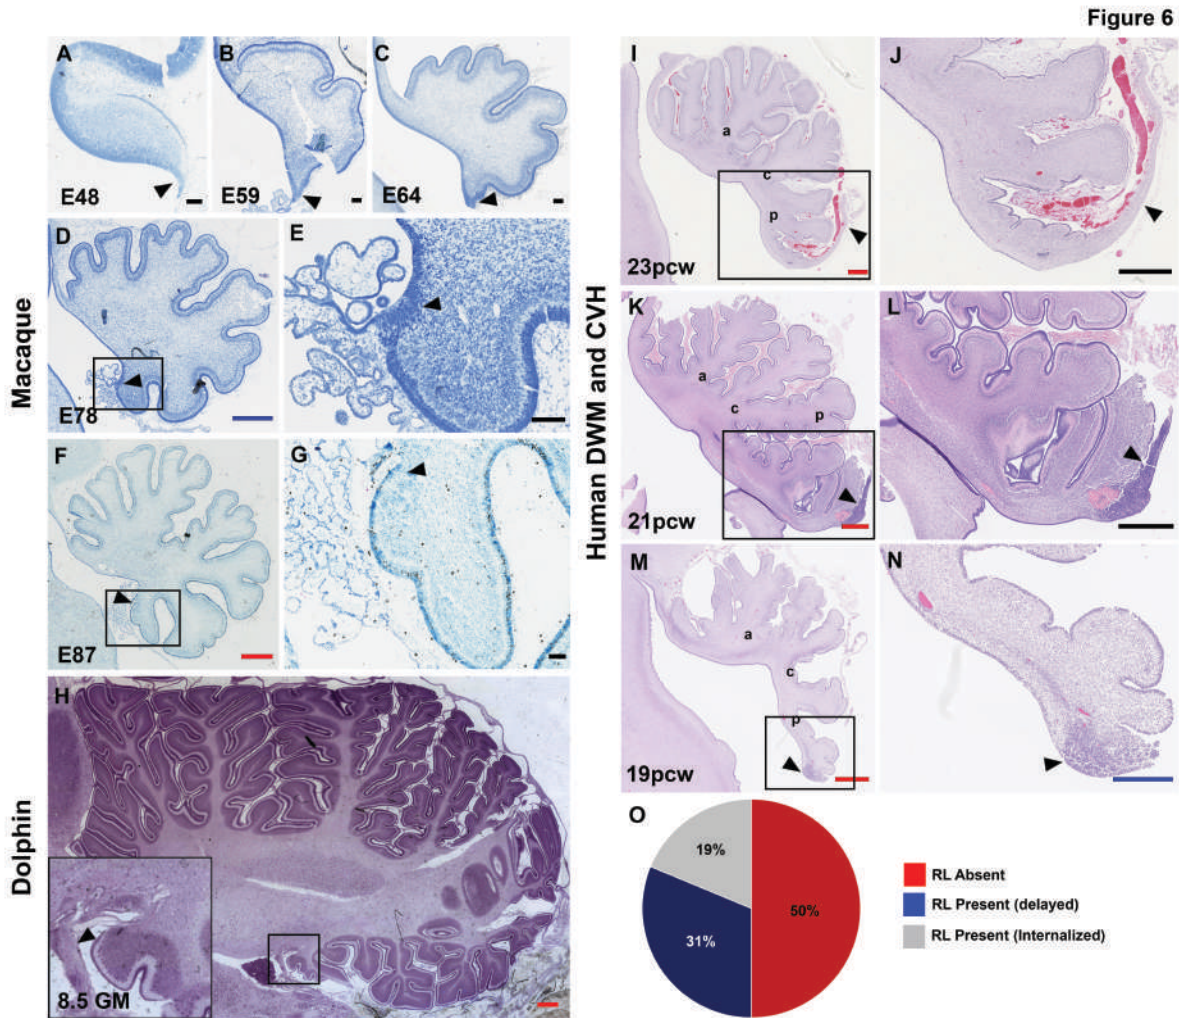 Figure 6
A
B
C
E48
E59
E64
D
E
E78
F
G
E87
Macaque
H
8.5 GM
Dolphin
I
J
a
c
p
23pcw
K
L
a
c
p
21pcw
M
N
a
c
p
19pcw
Human DWM and CVH
O
19%
50%
31%
RL Absent
RL Present (delayed)
RL Present (Internalized)